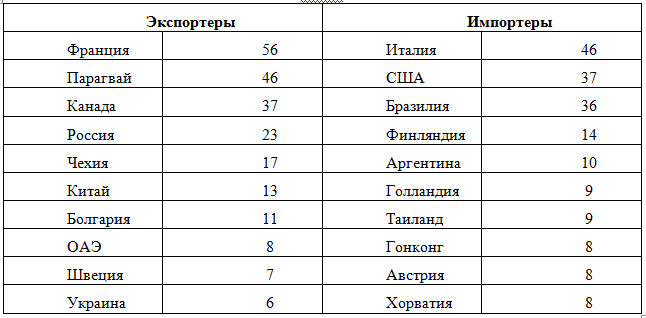 Экспортеры Импортеры
Франция 56 Италия 46
Парагвай 46 США 37
Канада 37 Бразилия 36
Россия 23 Финляндия 14
Чехия 17 Аргентина 10
Китай 13 Голландия 9
Болгария 11 Таиланд 9
ОАЭ 8 Гонконг 8
Швеция 7 Австрия 8
Украина 6 Хорватия 8